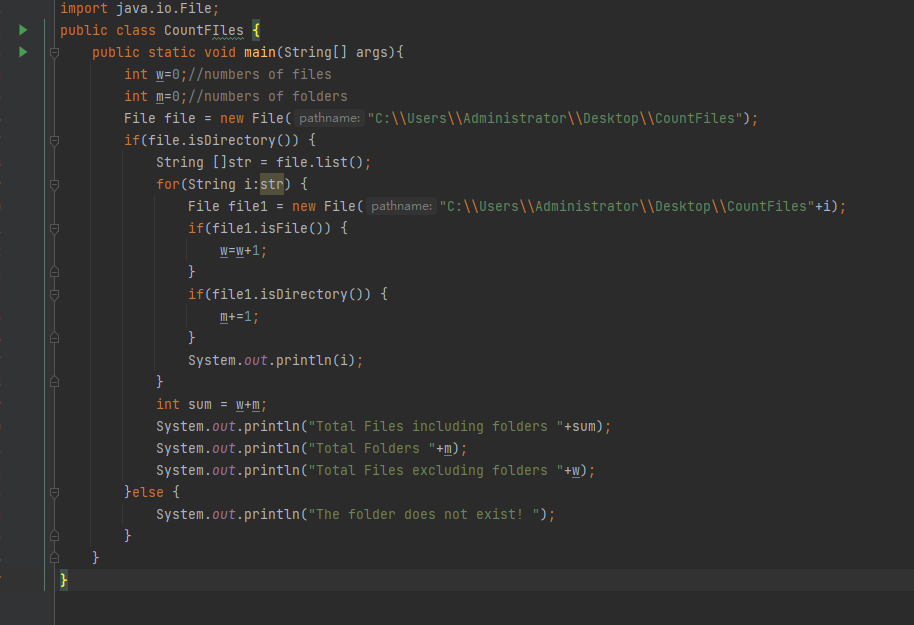 import java.io.File;
public class CountFIles {
    public static void main(String[] args){
        int w=0;//numbers of files
        int m=0;//numbers of folders
        File file = new File( pathname: "C:\\Users\\Administrator\\Desktop\\CountFiles");
        if(file.isDirectory()) {
            String []str = file.list();
            for(String i:str) {
                File file1 = new File( pathname: "C:\\Users\\Administrator\\Desktop\\CountFiles"+i);
                if(file1.isFile()) {
                    w=w+1;
                }
                if(file1.isDirectory()) {
                    m+=1;
                }
                System.out.println(i);
            }
            int sum = w+m;
            System.out.println("Total Files including folders "+sum);
            System.out.println("Total Folders "+m);
            System.out.println("Total Files excluding folders "+w);
        }else {
            System.out.println("The folder does not exist! ");
        }
    }
}